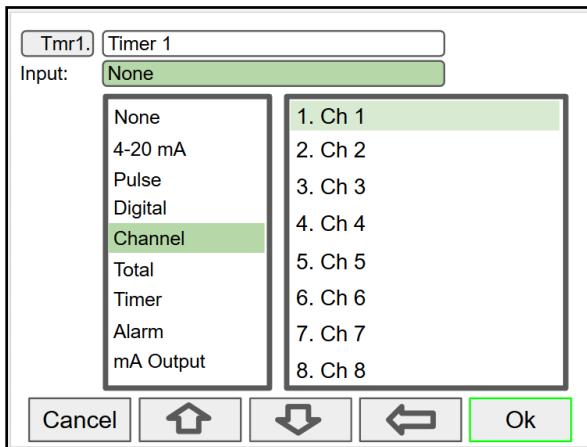 Tmr1. Timer 1
Input: None
None
4-20 mA
Pulse
Digital
Channel
Total
Timer
Alarm
mA Output
1. Ch 1
2. Ch 2
3. Ch 3
4. Ch 4
5. Ch 5
6. Ch 6
7. Ch 7
8. Ch 8
Cancel Ok